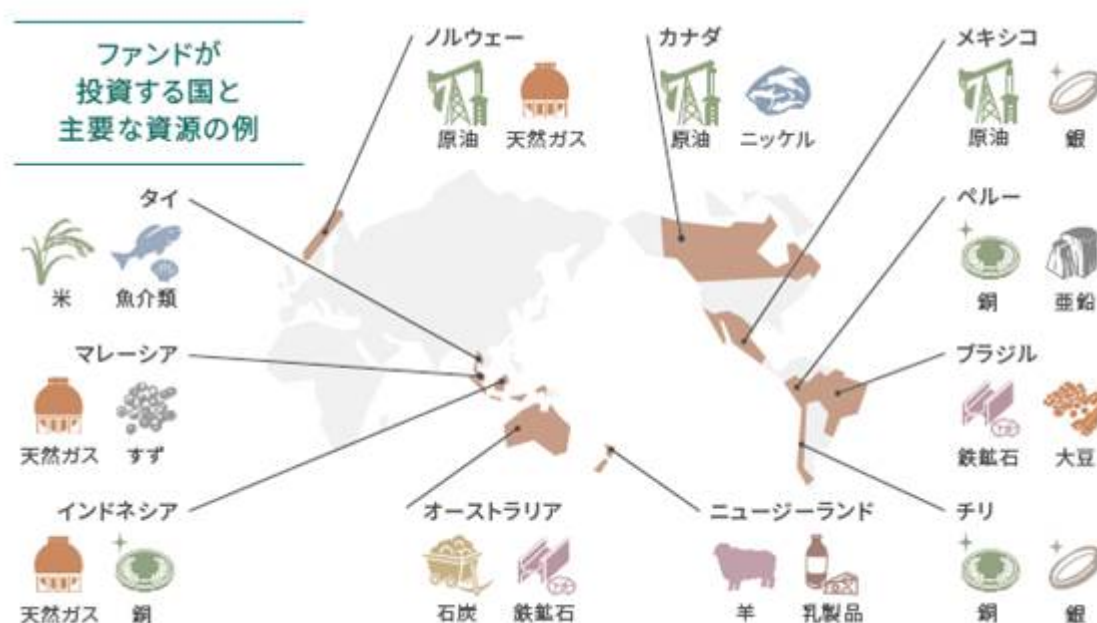 ファンドが
投資する国と
主要な資源の例
ノルウェー
原油 天然ガス
カナダ
原油 ニッケル
メキシコ
原油 銀
タイ
米 魚介類
ペルー
銅 亜鉛
マレーシア
天然ガス すず
ブラジル
鉄鉱石 大豆
インドネシア
天然ガス 銅
オーストラリア
石炭 鉄鉱石
ニュージーランド
羊 乳製品
チリ
銅 銀